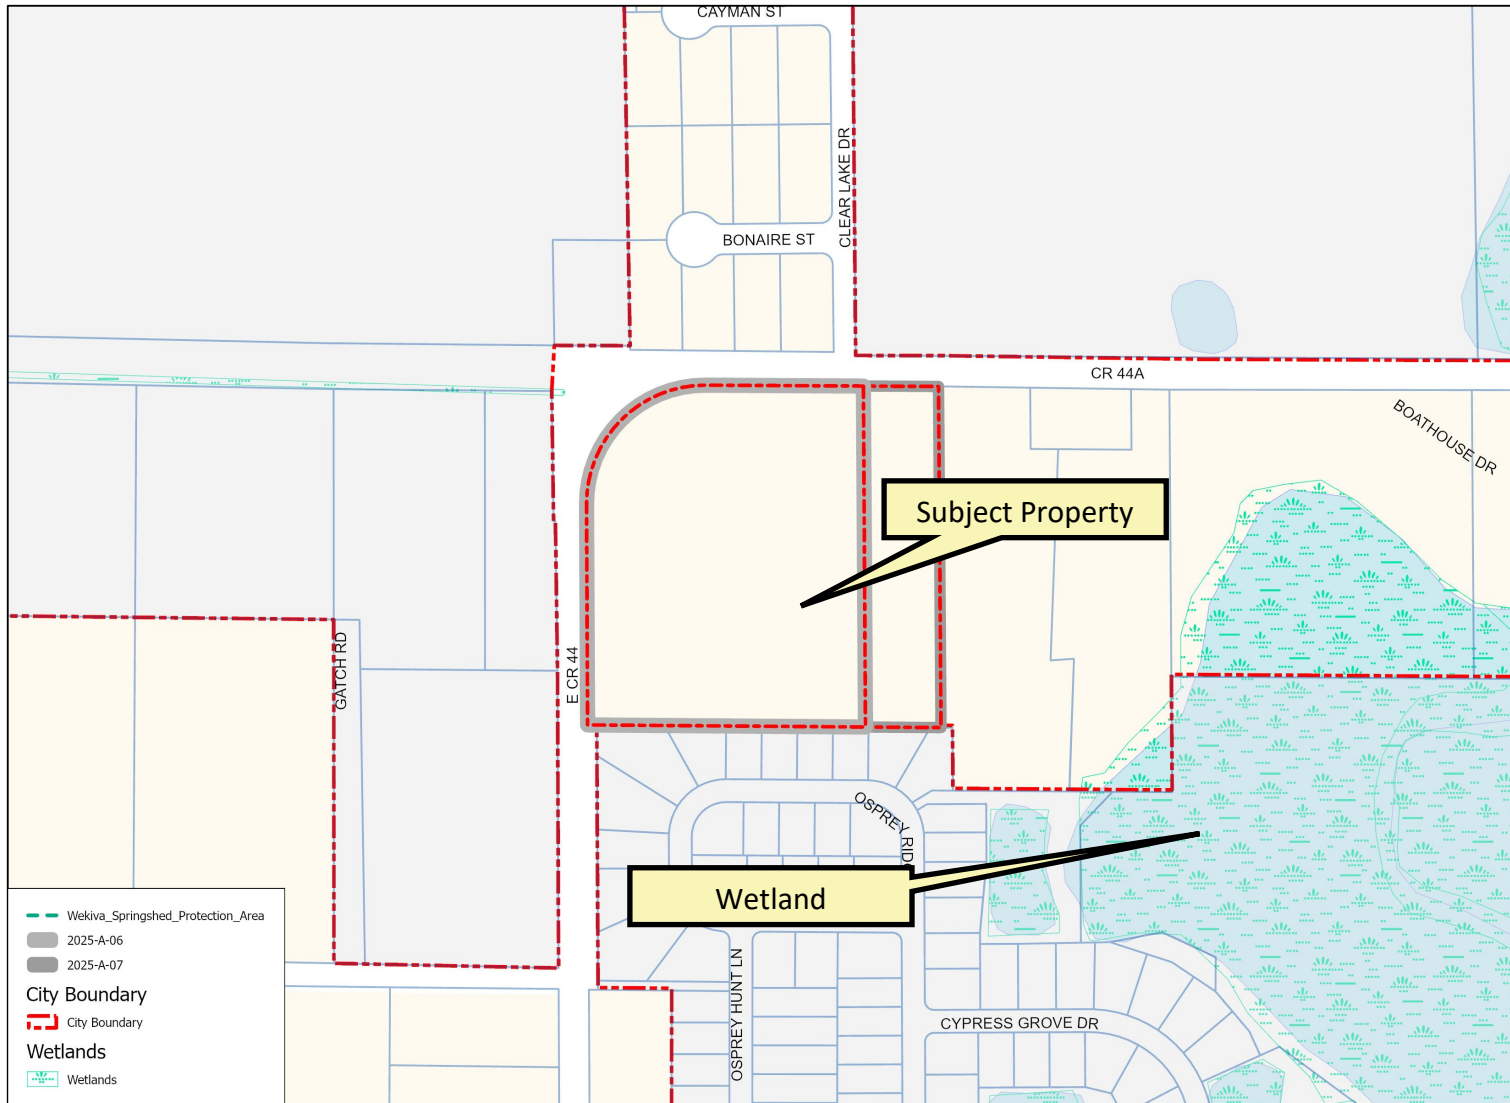 CAYMAN ST
CLEAR LAKE DR
BONAIRE ST
CR 44A
BOATHOUSE DR
Subject Property
GATCH RD
E CR 44
OSPREY RIDG
Wetland
OSPREY HUNT LN
CYPRESS GROVE DR
Wekiva_Springshed_Protection_Area
2025-A-06
2025-A-07
City Boundary
City Boundary
Wetlands
Wetlands